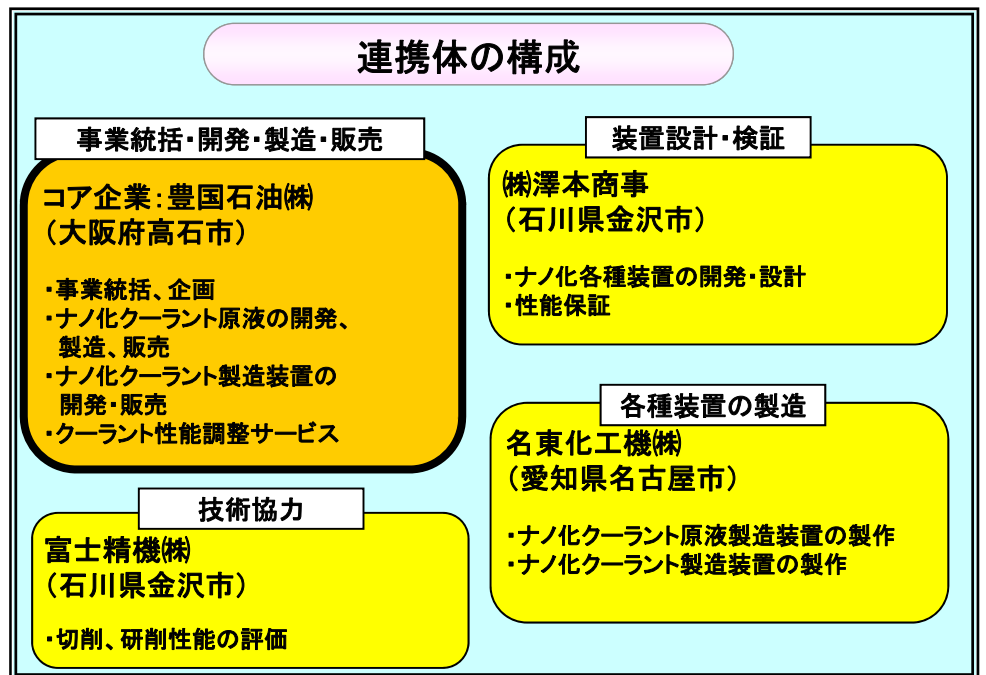 連携体の構成
事業統括・開発・製造・販売
コア企業：豊国石油㈱
（大阪府高石市）
・事業統括、企画
・ナノ化クーラント原液の開発、
製造、販売
・ナノ化クーラント製造装置の
開発・販売
・クーラント性能調整サービス
装置設計・検証
㈱澤本商事
（石川県金沢市）
・ナノ化各種装置の開発・設計
・性能保証
技術協力
富士精機㈱
（石川県金沢市）
・切削、研削性能の評価
各種装置の製造
名東化工機㈱
（愛知県名古屋市）
・ナノ化クーラント原液製造装置の製作
・ナノ化クーラント製造装置の製作